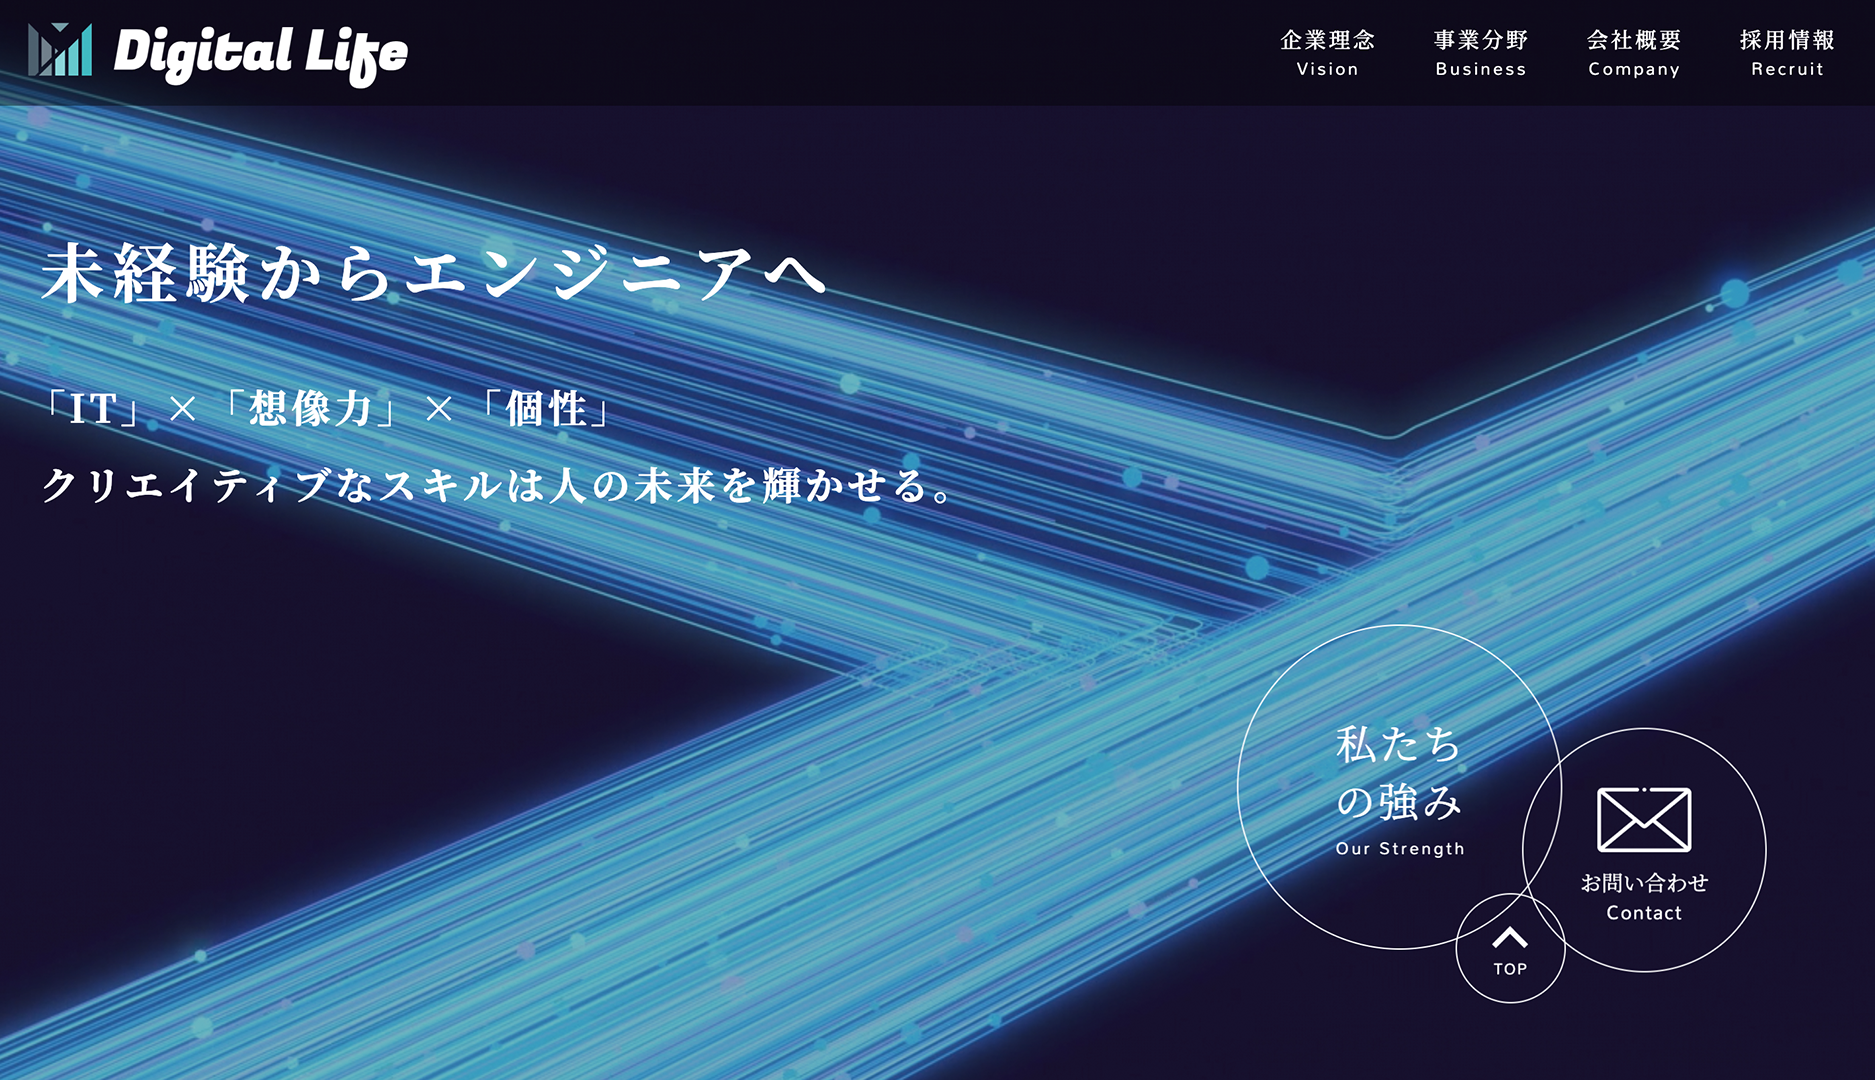 Digital Life
企業理念
Vision
事業分野
Business
会社概要
Company
採用情報
Recruit
未経験からエンジニアへ
「IT」×「想像力」×「個性」
クリエイティブなスキルは人の未来を輝かせる。
私たち
の強み
Our Strength
お問い合わせ
Contact
TOP